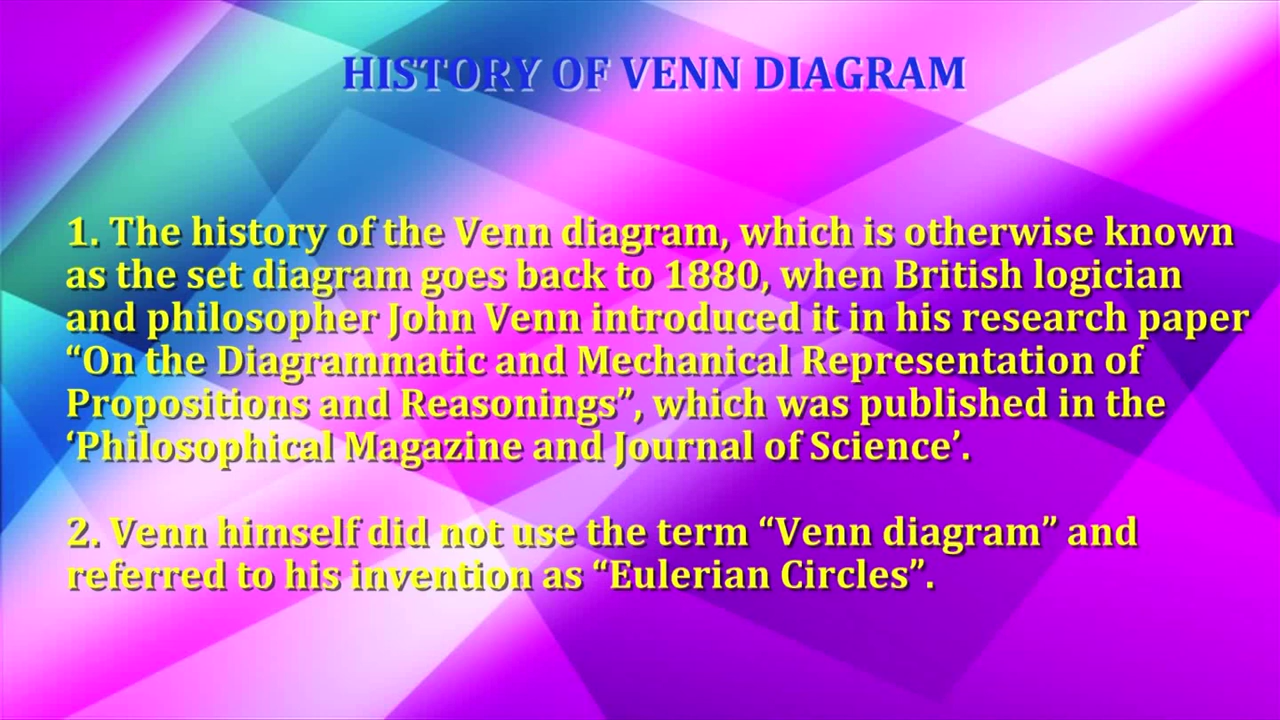 HISTORY OF VENN DIAGRAM
1. The history of the Venn diagram, which is otherwise known
as the set diagram goes back to 1880, when British logician
and philosopher John Venn introduced it in his research paper
“On the Diagrammatic and Mechanical Representation of
Propositions and Reasonings”, which was published in the
‘Philosophical Magazine and Journal of Science’.
2. Venn himself did not use the term “Venn diagram” and
referred to his invention as “Eulerian Circles”.